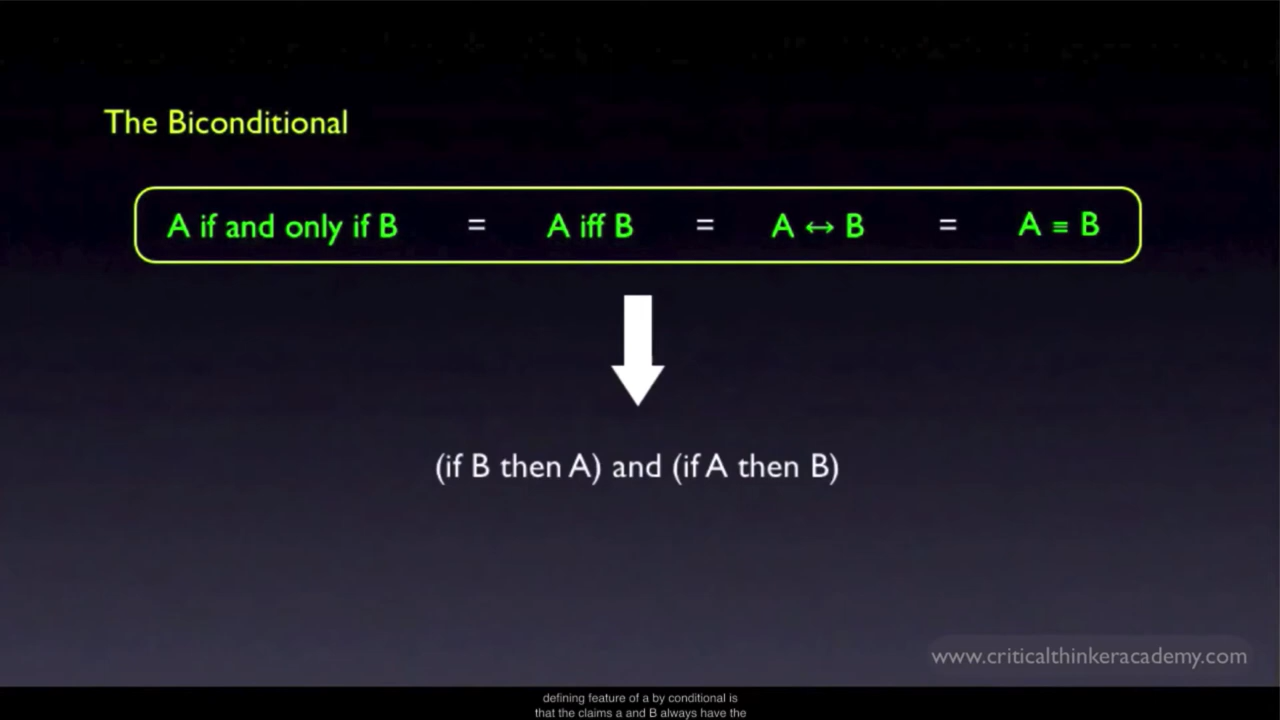 The Biconditional
A if and only if B = A iff B = A ↔ B = A ≡ B
(if B then A) and (if A then B)
www.criticalthinkeracademy.com
defining feature of a by conditional is
that the claims a and B always have the